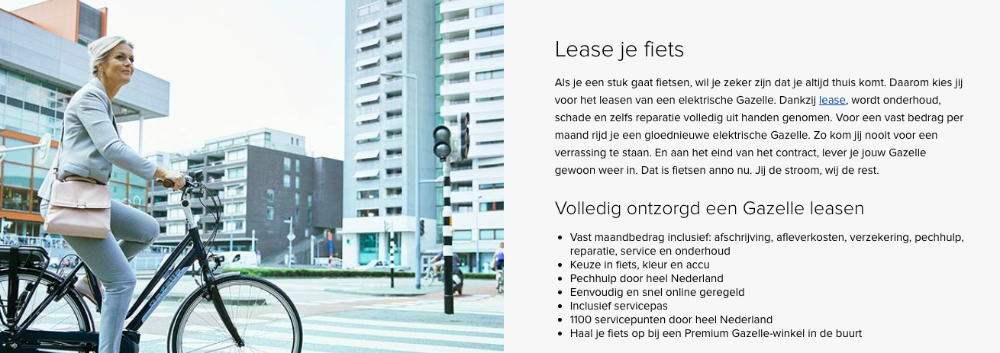 Lease je fiets
Als je een stuk gaat fietsen, wil je zeker zijn dat je altijd thuis komt. Daarom kies jij
voor het leasen van een elektrische Gazelle. Dankzij lease, wordt onderhoud,
schade en zelfs reparatie volledig uit handen genomen. Voor een vast bedrag per
maand rijd je een gloednieuwe elektrische Gazelle. Zo kom jij nooit voor een
verrassing te staan. En aan het eind van het contract, lever je jouw Gazelle
gewoon weer in. Dat is fietsen anno nu. Jij de stroom, wij de rest.
Volledig ontzorgd een Gazelle leasen
• Vast maandbedrag inclusief: afschrijving, afleverkosten, verzekering, pechhulp,
reparatie, service en onderhoud
• Keuze in fiets, kleur en accu
• Pechhulp door heel Nederland
• Eenvoudig en snel online geregeld
• Inclusief servicepas
• 1100 servicepunten door heel Nederland
• Haal je fiets op bij een Premium Gazelle-winkel in de buurt